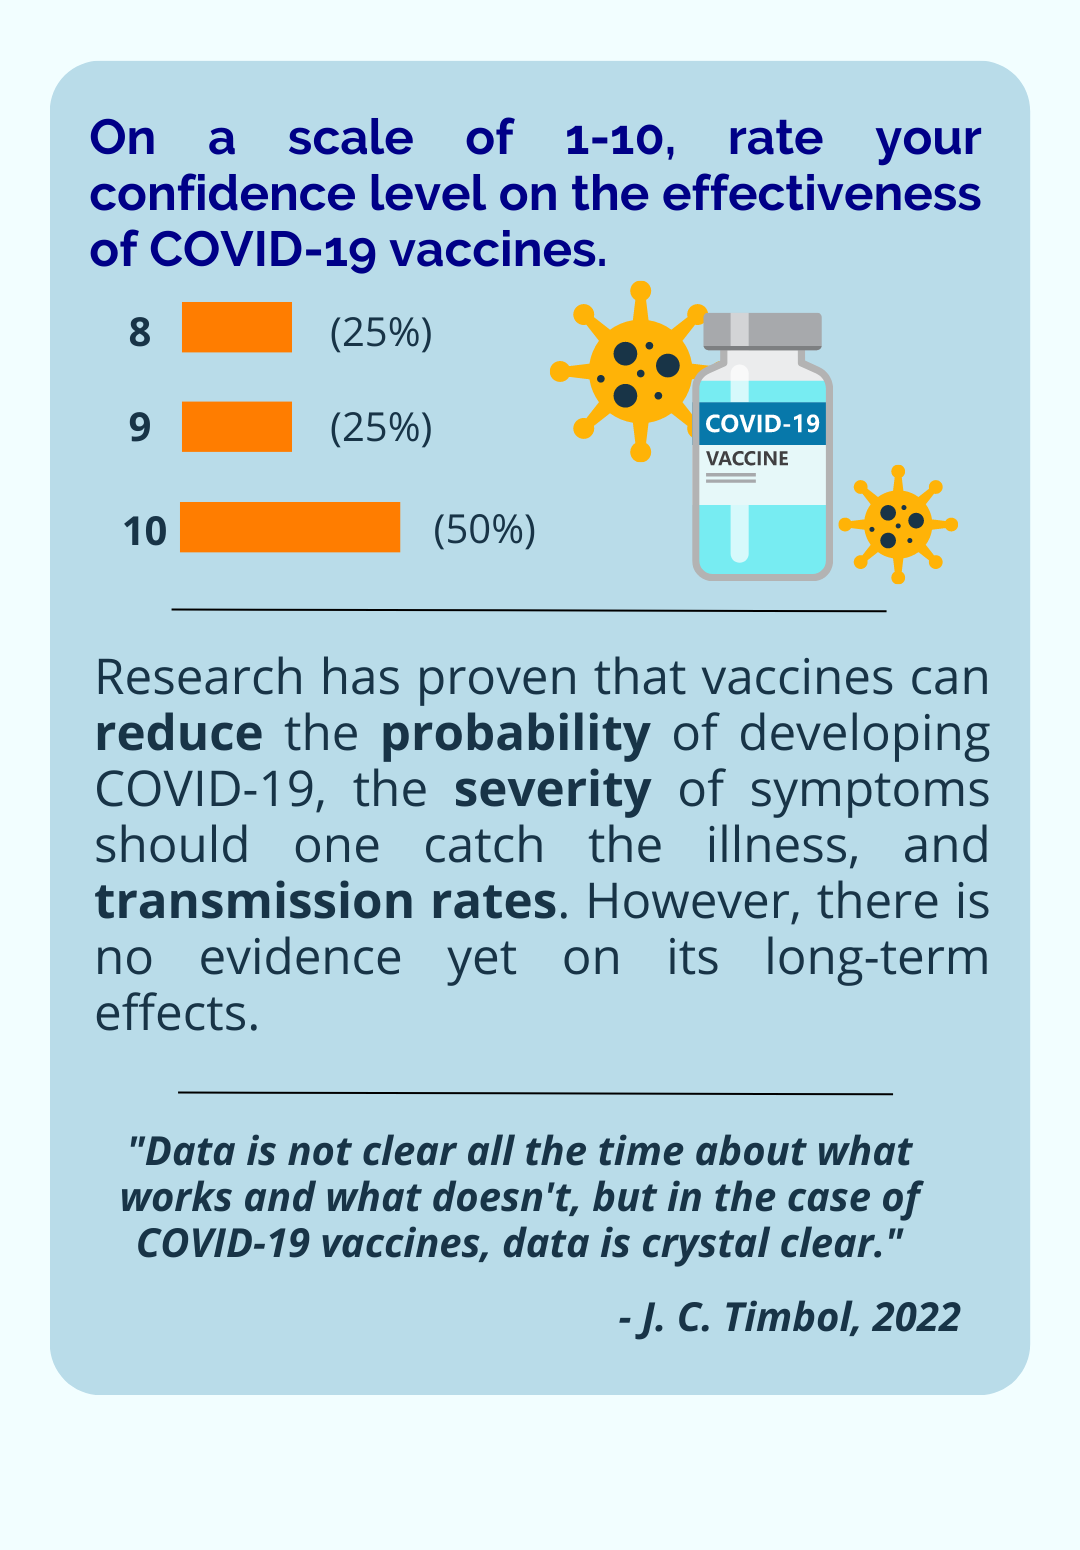 On a scale of 1-10, rate your
confidence level on the effectiveness
of COVID-19 vaccines.
8 (25%)
9 (25%)
10 (50%)
COVID-19
VACCINE
Research has proven that vaccines can
reduce the probability of developing
COVID-19, the severity of symptoms
should one catch the illness, and
transmission rates. However, there is
no evidence yet on its long-term
effects.
"Data is not clear all the time about what
works and what doesn't, but in the case of
COVID-19 vaccines, data is crystal clear."
- J. C. Timbol, 2022